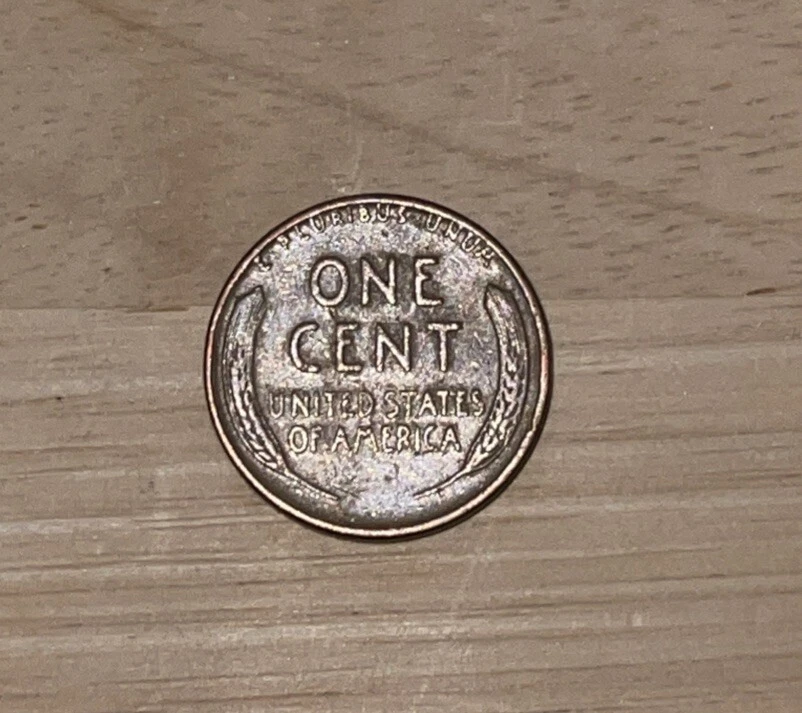 E PLURIBUS UNUM
ONE
CENT
UNITED STATES
OF AMERICA